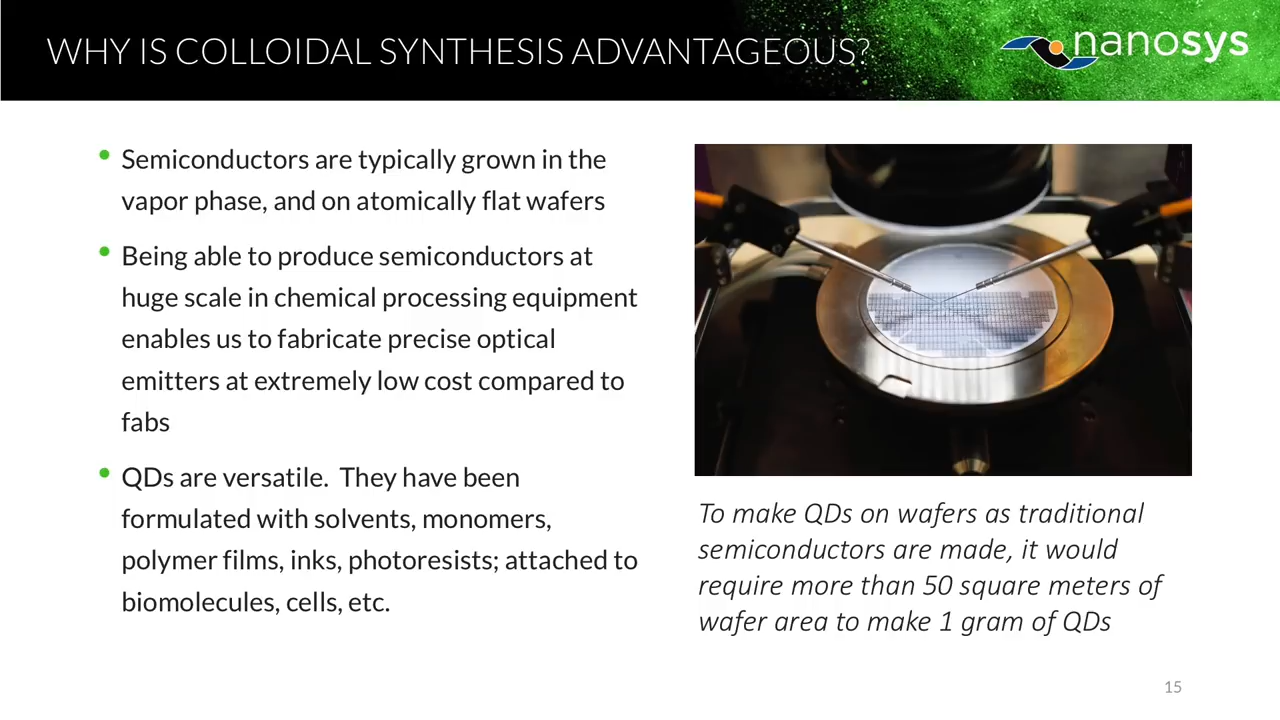 WHY IS COLLOIDAL SYNTHESIS ADVANTAGEOUS?
nanosys
• Semiconductors are typically grown in the
vapor phase, and on atomically flat wafers
• Being able to produce semiconductors at
huge scale in chemical processing equipment
enables us to fabricate precise optical
emitters at extremely low cost compared to
fabs
• QDs are versatile.  They have been
formulated with solvents, monomers,
polymer films, inks, photoresists; attached to
biomolecules, cells, etc.
To make QDs on wafers as traditional
semiconductors are made, it would
require more than 50 square meters of
wafer area to make 1 gram of QDs
15